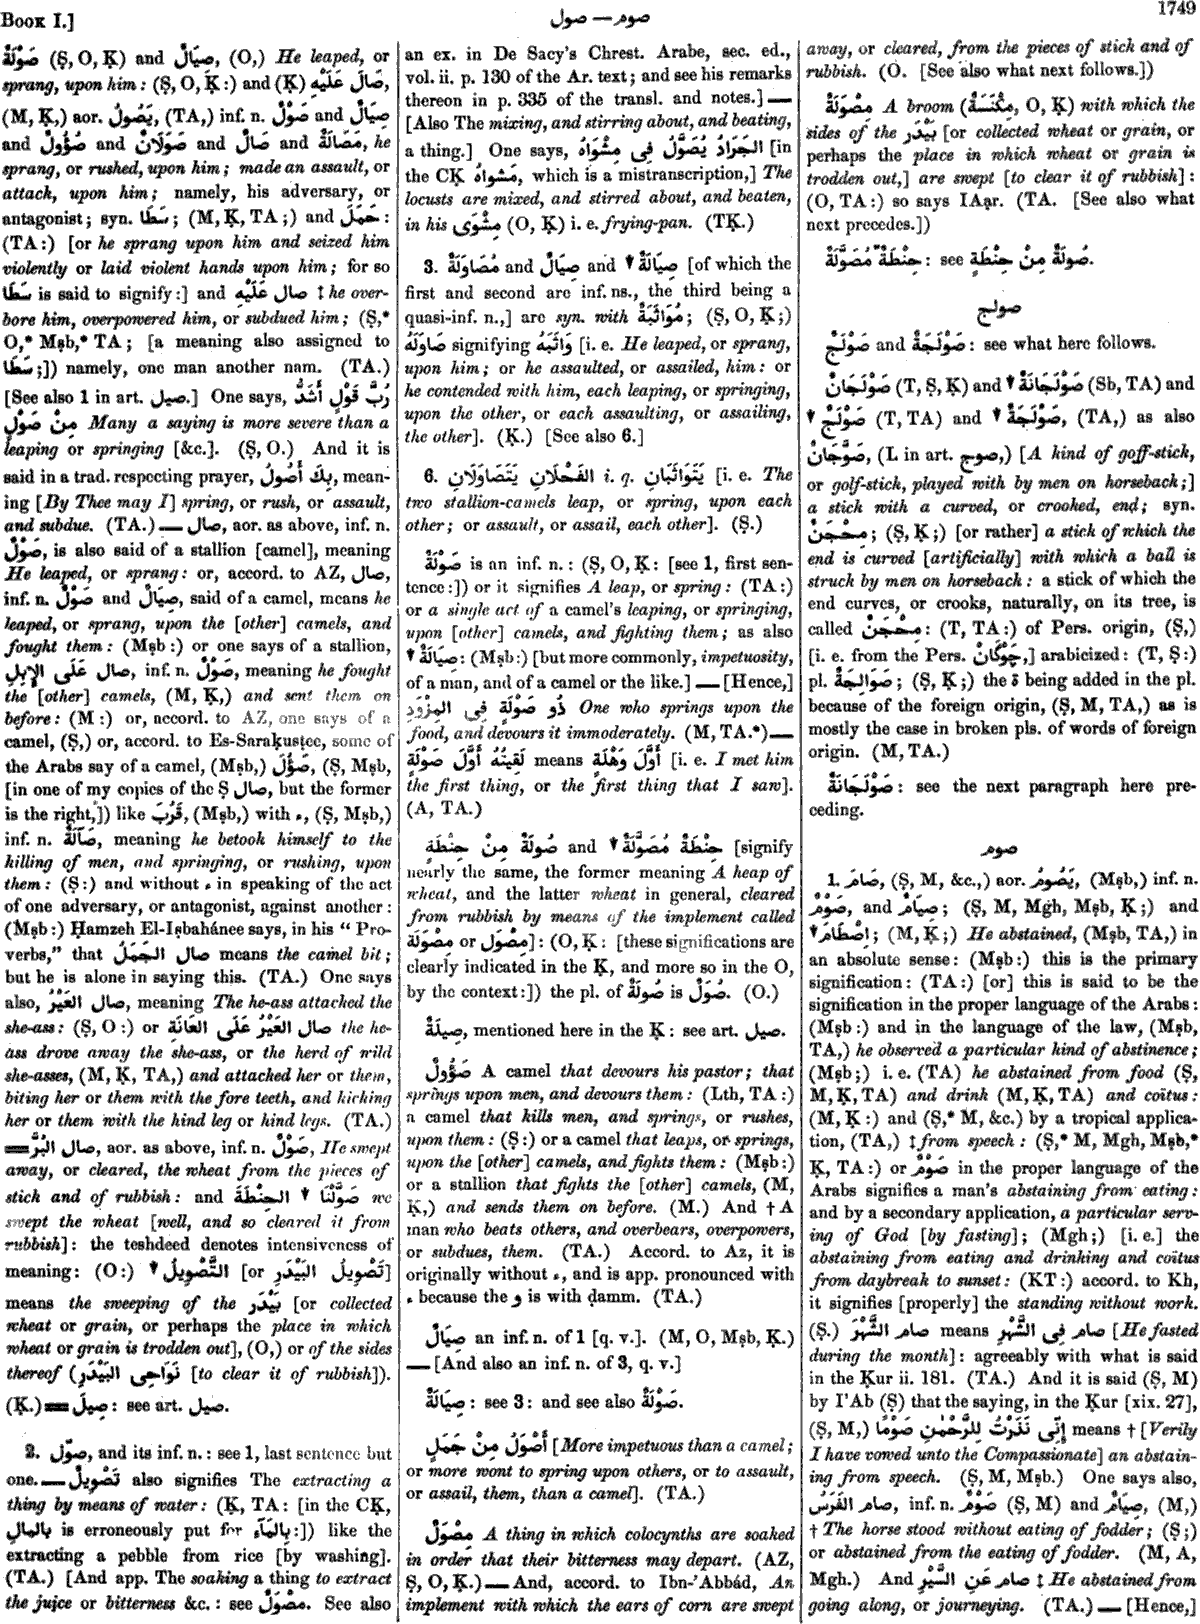 BOOK I.]
صوم — صول
1749
صَوْلَةٌ (Ṣ, O, Ḳ) and صِيَالٌ, (O,) He leaped, or
sprang, upon him: (Ṣ, O, Ḳ:) and (Ḳ) صَالَ عَلَيْهِ,
(M, Ḳ,) aor. يَصُولُ, (TA,) inf. n. صَوْلٌ and صِيَالٌ
and صُؤُولٌ and صَوَلَانٌ and صَالٌ and مَصَالَةٌ, he
sprang, or rushed, upon him; made an assault, or
attack, upon him; namely, his adversary, or
antagonist; syn. سَطَا; (M, Ḳ, TA;) and حَمَلَ:
(TA:) [or he sprang upon him and seized him
violently or laid violent hands upon him; for so
سَطَا is said to signify:] and صال عَلَيْهِ ‡ he over-
bore him, overpowered him, or subdued him; (Ṣ,*
O,* Mṣb,* TA; [a meaning also assigned to
سَطَا;]) namely, one man another nam. (TA.)
[See also 1 in art. صيل.] One says, رُبَّ قَوْلٍ أَشَدُّ
مِنْ صَوْلٍ Many a saying is more severe than a
leaping or springing [&c.]. (Ṣ, O.) And it is
said in a trad. respecting prayer, بِكَ أَصُولُ, mean-
ing [By Thee may I] spring, or rush, or assault,
and subdue. (TA.) — صال, aor. as above, inf. n.
صَوْلٌ, is also said of a stallion [camel], meaning
He leaped, or sprang: or, accord. to AZ, صال,
inf. n. صَوْلٌ and صِيَالٌ, said of a camel, means he
leaped, or sprang, upon the [other] camels, and
fought them: (Mṣb:) or one says of a stallion,
صال عَلَى الإِبِلِ, inf. n. صَوْلٌ, meaning he fought
the [other] camels, (M, Ḳ,) and sent them on
before: (M:) or, accord. to AZ, one says of a
camel, (Ṣ,) or, accord. to Es-Saraḳustee, some of
the Arabs say of a camel, (Mṣb,) صَؤُلَ, (Ṣ, Mṣb,
[in one of my copies of the Ṣ صال, but the former
is the right,]) like قَرُبَ, (Mṣb,) with ء, (Ṣ, Mṣb,)
inf. n. صَآلَةٌ, meaning he betook himself to the
killing of men, and springing, or rushing, upon
them: (Ṣ:) and without ء in speaking of the act
of one adversary, or antagonist, against another:
(Mṣb:) Ḥamzeh El-Iṣbahánee says, in his “Pro-
verbs,” that صال الجَمَلُ means the camel bit;
but he is alone in saying this. (TA.) One says
also, صال العَيْرُ, meaning The he-ass attacked the
she-ass: (Ṣ, O:) or صال العَيْرُ عَلَى العَانَةِ the he-
ass drove away the she-ass, or the herd of wild
she-asses, (M, Ḳ, TA,) and attacked her or them,
biting her or them with the fore teeth, and kicking
her or them with the hind leg or hind legs. (TA.)
== صال البُرَّ, aor. as above, inf. n. صَوْلٌ, He swept
away, or cleared, the wheat from the pieces of
stick and of rubbish: and صَوَّلْنَا ▼ الحِنْطَةَ we
swept the wheat [well, and so cleared it from
rubbish]: the teshdeed denotes intensiveness of
meaning: (O:) ▼ التَّصْوِيلُ [or تَصْوِيلُ البَيْدَرِ]
means the sweeping of the بَيْدَر [or collected
wheat or grain, or perhaps the place in which
wheat or grain is trodden out], (O,) or of the sides
thereof (نَوَاحِى البَيْدَرِ [to clear it of rubbish]).
(Ḳ.) == صِيلَ: see art. صيل.
2. صوّل, and its inf. n.: see 1, last sentence but
one. — تَصْوِيلٌ also signifies The extracting a
thing by means of water: (Ḳ, TA: [in the CḲ,
بِالمالِ is erroneously put for بِالمَآءِ:]) like the
extracting a pebble from rice [by washing].
(TA.) [And app. The soaking a thing to extract
the juice or bitterness &c.: see مِصْوَلٌ. See also
an ex. in De Sacy’s Chrest. Arabe, sec. ed.,
vol. ii. p. 130 of the Ar. text; and see his remarks
thereon in p. 335 of the transl. and notes.] —
[Also The mixing, and stirring about, and beating,
a thing.] One says, الجَرَادُ يُصَوَّلُ فِى مِشْوَاهُ [in
the CḲ مَشواهُ, which is a mistranscription,] The
locusts are mixed, and stirred about, and beaten,
in his مِشْوَى (O, Ḳ) i. e. frying-pan. (TḲ.)
3. مُصَاوَلَةٌ and صِيَالٌ and ▼ صِيَالَةٌ [of which the
first and second are inf. ns., the third being a
quasi-inf. n.,] are syn. with مُوَاثَبَةٌ; (Ṣ, O, Ḳ;)
صَاوَلَهُ signifying وَاثَبَهُ [i. e. He leaped, or sprang,
upon him; or he assaulted, or assailed, him: or
he contended with him, each leaping, or springing,
upon the other, or each assaulting, or assailing,
the other]. (Ḳ.) [See also 6.]
6. الفَحْلَانِ يَتَصَاوَلَانِ i. q. يَتَوَاثَبَانِ [i. e. The
two stallion-camels leap, or spring, upon each
other; or assault, or assail, each other]. (Ṣ.)
صَوْلَةٌ is an inf. n.: (Ṣ, O, Ḳ: [see 1, first sen-
tence:]) or it signifies A leap, or spring: (TA:)
or a single act of a camel’s leaping, or springing,
upon [other] camels, and fighting them; as also
▼ صِيَالَةٌ: (Mṣb:) [but more commonly, impetuosity,
of a man, and of a camel or the like.] — [Hence,]
ذُو صَوْلَةٍ فِى المِزْوَدِ One who springs upon the
food, and devours it immoderately. (M, TA.*) —
لَقِيتُهُ أَوَّلَ صَوْلَةٍ means أَوَّلَ وَهْلَةٍ [i. e. I met him
the first thing, or the first thing that I saw].
(A, TA.)
صُولَةٌ مِنْ حِنْطَةٍ and ▼ حِنْطَةٌ مُصَوَّلَةٌ [signify
nearly the same, the former meaning A heap of
wheat, and the latter wheat in general, cleared
from rubbish by means of the implement called
مِصْوَلَةٌ or مِصْوَلٌ]: (O, Ḳ: [these significations are
clearly indicated in the Ḳ, and more so in the O,
by the context:]) the pl. of صُولَةٌ is صُوَلٌ. (O.)
صِيلَةٌ, mentioned here in the Ḳ: see art. صيل.
صَؤُولٌ A camel that devours his pastor; that
springs upon men, and devours them: (Lth, TA:)
a camel that kills men, and springs, or rushes,
upon them: (Ṣ:) or a camel that leaps, or springs,
upon the [other] camels, and fights them: (Mṣb:)
or a stallion that fights the [other] camels, (M,
Ḳ,) and sends them on before. (M.) And † A
man who beats others, and overbears, overpowers,
or subdues, them. (TA.) Accord. to Az, it is
originally without ء, and is app. pronounced with
ء because the و is with ḍamm. (TA.)
صِيَالٌ an inf. n. of 1 [q. v.]. (M, O, Mṣb, Ḳ.)
— [And also an inf. n. of 3, q. v.]
صِيَالَةٌ: see 3: and see also صَوْلَةٌ.
أَصْوَلُ مِنْ جَمَلٍ [More impetuous than a camel;
or more wont to spring upon others, or to assault,
or assail, them, than a camel]. (TA.)
مِصْوَلٌ A thing in which colocynths are soaked
in order that their bitterness may depart. (AZ,
Ṣ, O, Ḳ.) — And, accord. to Ibn-’Abbád, An
implement with which the ears of corn are swept
away, or cleared, from the pieces of stick and of
rubbish. (O. [See also what next follows.])
مِصْوَلَةٌ A broom (مِكْنَسَةٌ, O, Ḳ) with which the
sides of the بَيْدَر [or collected wheat or grain, or
perhaps the place in which wheat or grain is
trodden out,] are swept [to clear it of rubbish]:
(O, TA:) so says IAạr. (TA. [See also what
next precedes.])
حِنْطَةٌ مُصَوَّلَةٌ: see صُولَةٌ مِنْ حِنْطَةٍ.
صولج
صَوْلَجٌ and صَوْلَجَةٌ: see what here follows.
صَوْلَجَانٌ (T, Ṣ, Ḳ) and ▼ صَوْلَجَانَةٌ (Sb, TA) and
▼ صَوْلَجٌ (T, TA) and ▼ صَوْلَجَةٌ, (TA,) as also
صَوَّجَانٌ, (L in art. صوج,) [A kind of goff-stick,
or golf-stick, played with by men on horseback;]
a stick with a curved, or crooked, end; syn.
مِحْجَنٌ; (Ṣ, Ḳ;) [or rather] a stick of which the
end is curved [artificially] with which a ball is
struck by men on horseback: a stick of which the
end curves, or crooks, naturally, on its tree, is
called مِحْجَنٌ: (T, TA:) of Pers. origin, (Ṣ,)
[i. e. from the Pers. چَوْگَانْ,] arabicized: (T, Ṣ:)
pl. صَوَالِجَةٌ; (Ṣ, Ḳ;) the ة being added in the pl.
because of the foreign origin, (Ṣ, M, TA,) as is
mostly the case in broken pls. of words of foreign
origin. (M, TA.)
صَوْلَجَانَةٌ: see the next paragraph here pre-
ceding.
صوم
1. صَامَ, (Ṣ, M, &c.,) aor. يَصُومُ, (Mṣb,) inf. n.
صَوْمٌ, and صِيَامٌ; (Ṣ, M, Mgh, Mṣb, Ḳ;) and
▼ اصْطَامَ; (M, Ḳ;) He abstained, (Mṣb, TA,) in
an absolute sense: (Mṣb:) this is the primary
signification: (TA:) [or] this is said to be the
signification in the proper language of the Arabs:
(Mṣb:) and in the language of the law, (Mṣb,
TA,) he observed a particular kind of abstinence;
(Mṣb;) i. e. (TA) he abstained from food (Ṣ,
M, Ḳ, TA) and drink (M, Ḳ, TA) and coïtus:
(M, Ḳ:) and (Ṣ,* M, &c.) by a tropical applica-
tion, (TA,) ‡ from speech: (Ṣ,* M, Mgh, Mṣb,*
Ḳ, TA:) or صَوْمٌ in the proper language of the
Arabs signifies a man’s abstaining from eating:
and by a secondary application, a particular serv-
ing of God [by fasting]; (Mgh;) [i. e.] the
abstaining from eating and drinking and coïtus
from daybreak to sunset: (KT:) accord. to Kh,
it signifies [properly] the standing without work.
(Ṣ.) صام الشَّهْرَ means صام فِى الشَّهْرِ [He fasted
during the month]: agreeably with what is said
in the Ḳur ii. 181. (TA.) And it is said (Ṣ, M)
by I’Ab (Ṣ) that the saying, in the Ḳur [xix. 27],
(Ṣ, M,) إِنِّى نَذَرْتُ لِلرَّحْمٰنِ صَوْمًا means † [Verily
I have vowed unto the Compassionate] an abstain-
ing from speech. (Ṣ, M, Mṣb.) One says also,
صام الفَرَسُ, inf. n. صَوْمٌ (Ṣ, M) and صِيَامٌ, (M,)
† The horse stood without eating of fodder; (Ṣ;)
or abstained from the eating of fodder. (M, A,
Mgh.) And صام عَنِ السَّيْرِ ‡ He abstained from
going along, or journeying. (TA.) — [Hence,]